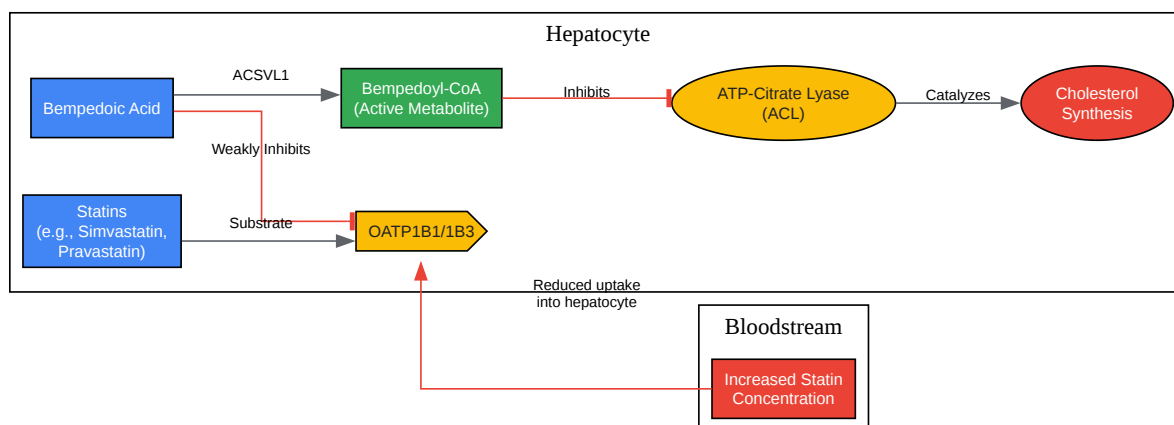 Hepatocyte
ACSVL1
Bempedoic Acid
Bempedoyl-CoA
(Active Metabolite)
Inhibits
ATP-Citrate Lyase
(ACL)
Catalyzes
Cholesterol
Synthesis
Weakly Inhibits
Statins
(e.g., Simvastatin,
Pravastatin)
Substrate
OATP1B1/1B3
Reduced uptake
into hepatocyte
Bloodstream
Increased Statin
Concentration